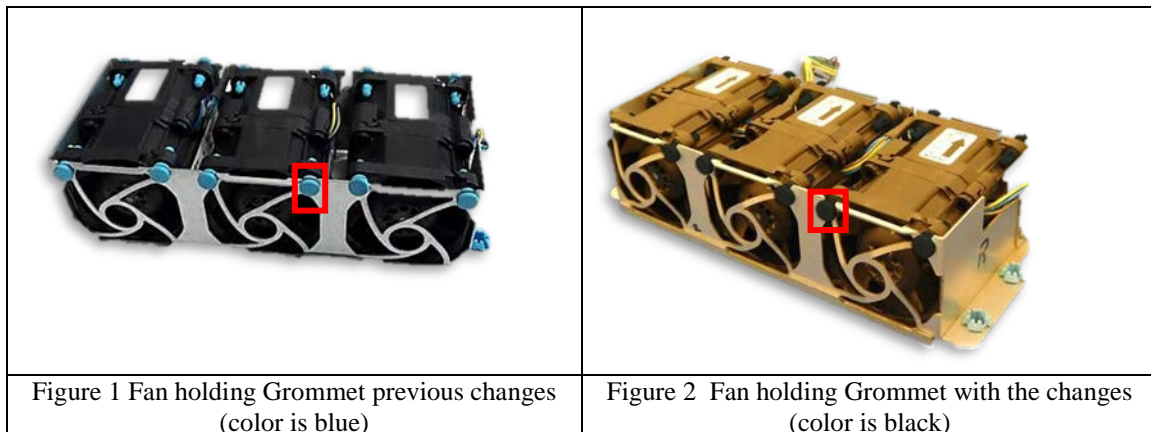 Figure 1 Fan holding Grommet previous changes
(color is blue)
Figure 2  Fan holding Grommet with the changes
(color is black)